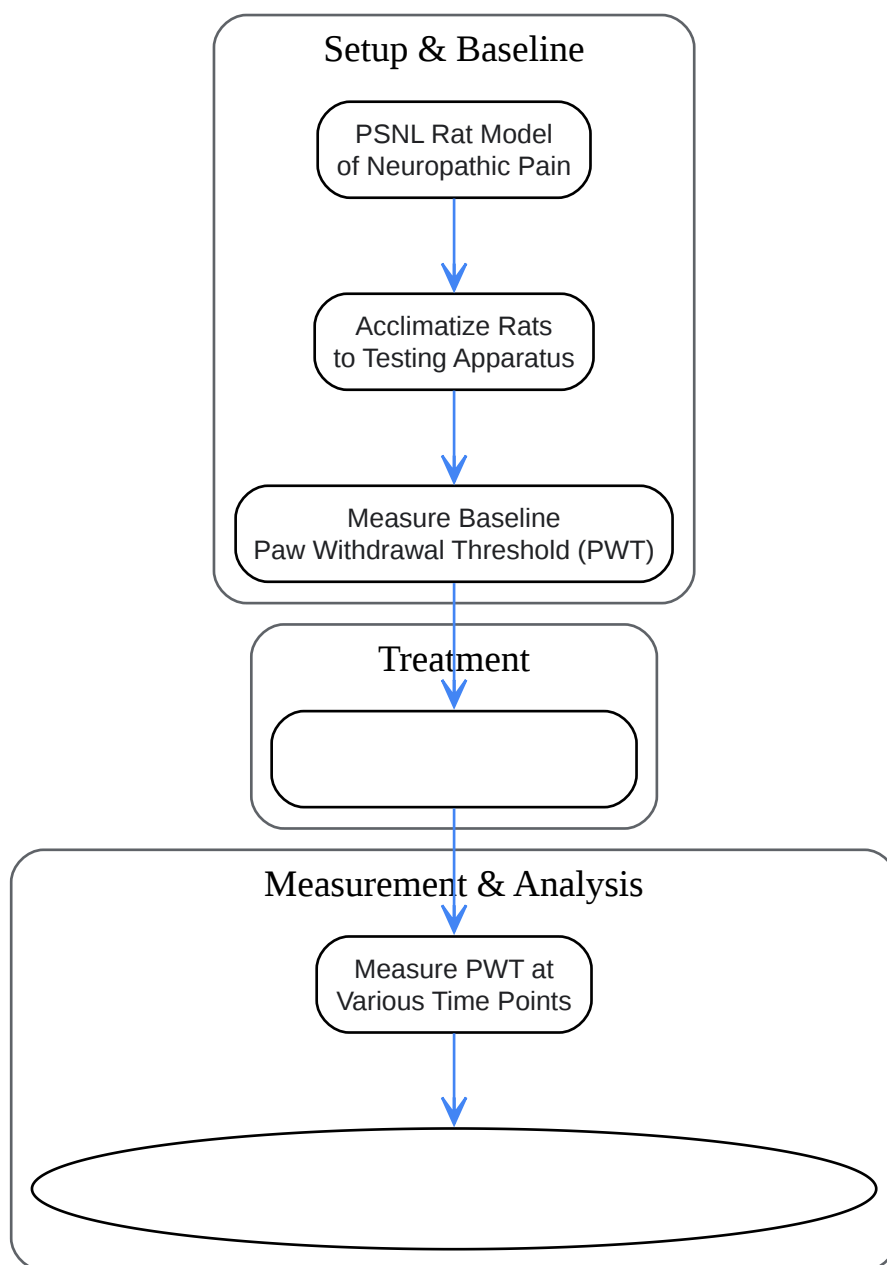 Setup & Baseline
PSNL Rat Model
of Neuropathic Pain
Acclimatize Rats
to Testing Apparatus
Measure Baseline
Paw Withdrawal Threshold (PWT)
Treatment
Measurement & Analysis
Measure PWT at
Various Time Points